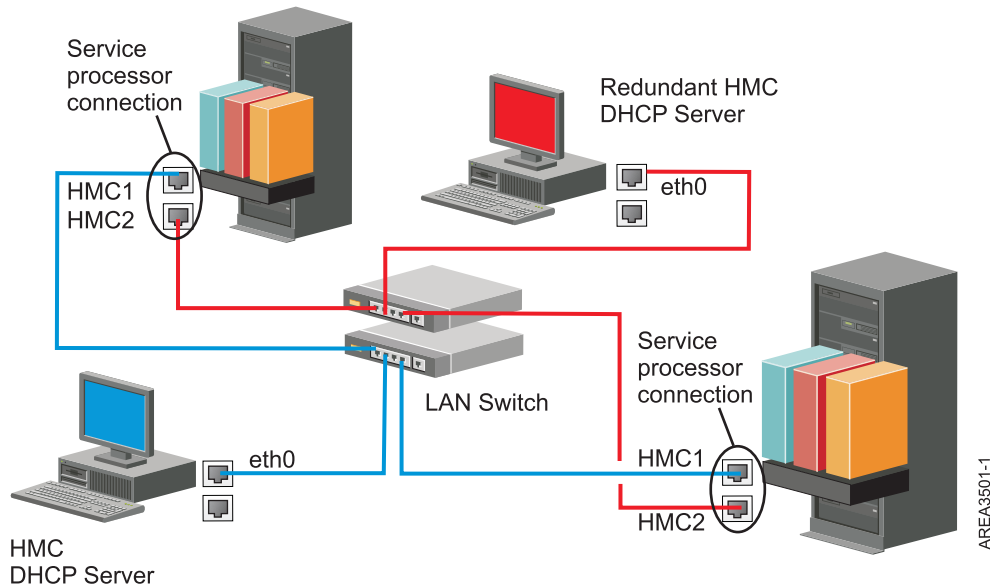 Service
processor
connection
HMC1
HMC2
Redundant HMC
DHCP Server
eth0
LAN Switch
Service
processor
connection
HMC1
HMC2
eth0
HMC
DHCP Server
AREA3501-1